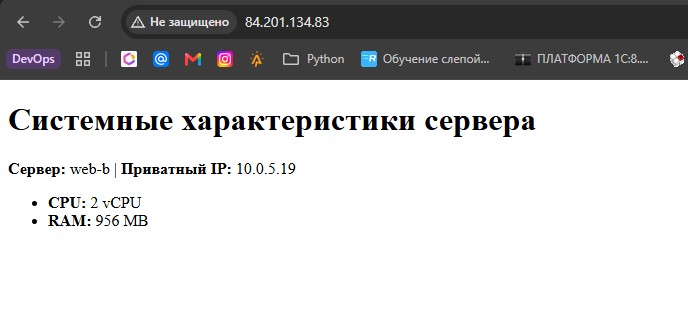 Не защищено 84.201.134.83
DevOps Python Обучение слепой... ПЛАТФОРМА 1С:8....
Системные характеристики сервера
Сервер: web-b | Приватный IP: 10.0.5.19
CPU: 2 vCPU
RAM: 956 MB